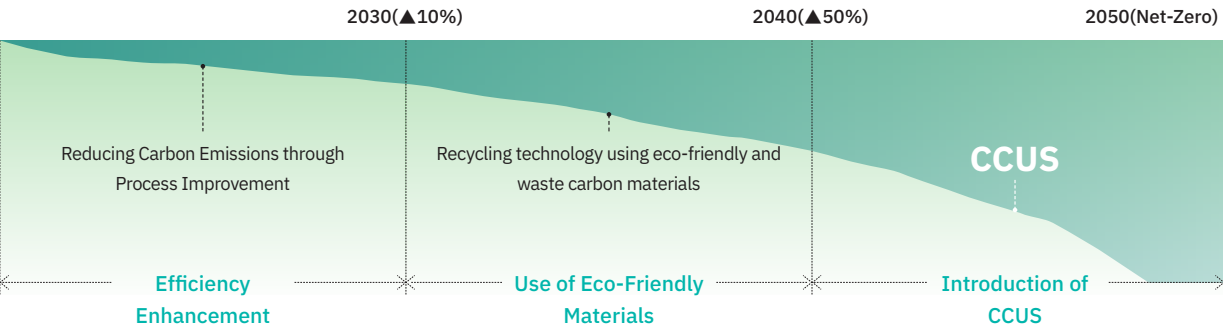 2030(▲10%)
2040(▲50%)
2050(Net-Zero)
Reducing Carbon Emissions through
Process Improvement
Recycling technology using eco-friendly and
waste carbon materials
CCUS
Efficiency
Enhancement
Use of Eco-Friendly
Materials
Introduction of
CCUS